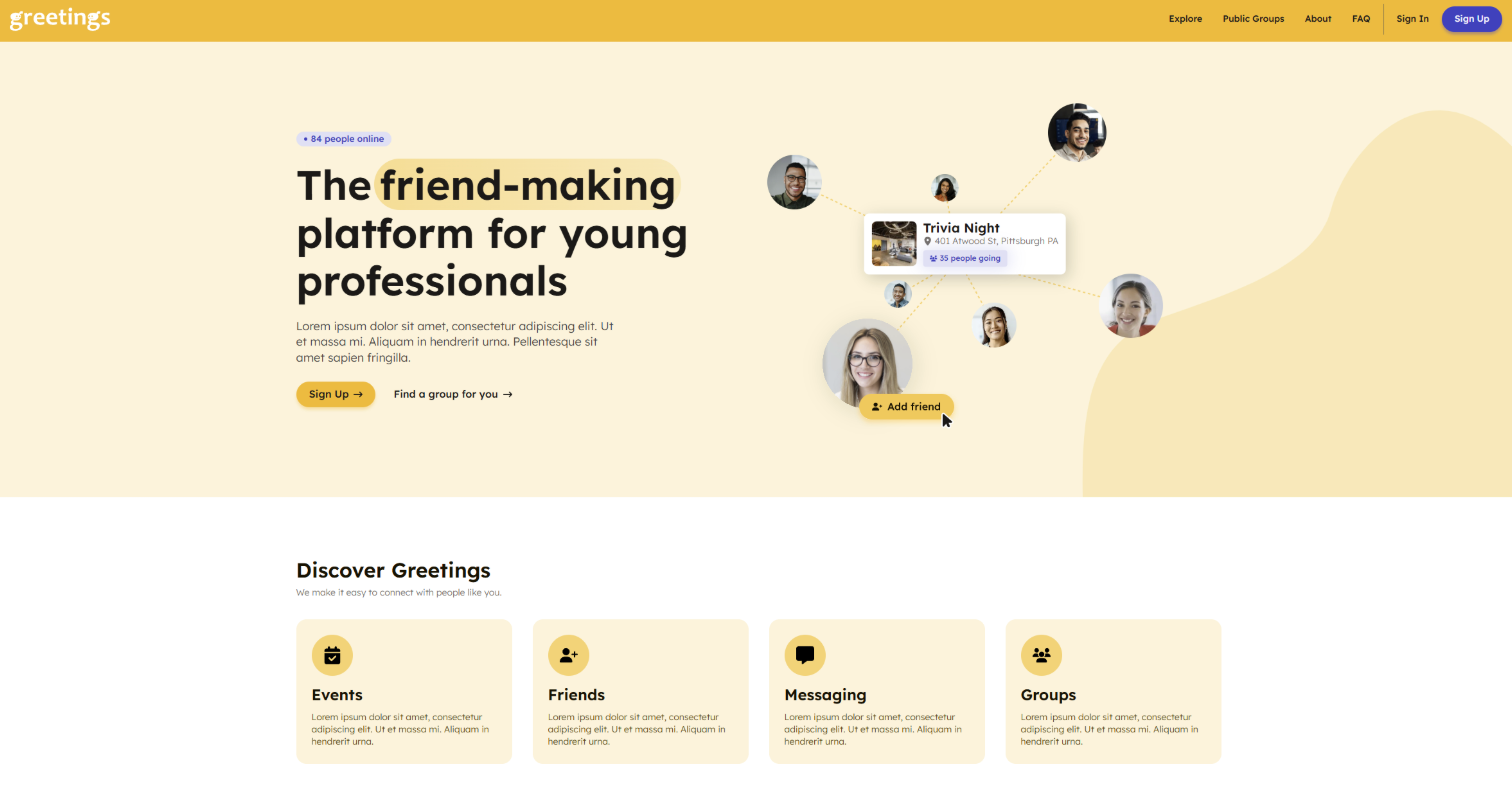 greetings
Explore
Public Groups
About
FAQ
Sign In
Sign Up
• 84 people online
The friend-making
platform for young
professionals
Lorem ipsum dolor sit amet, consectetur adipiscing elit. Ut
et massa mi. Aliquam in hendrerit urna. Pellentesque sit
amet sapien fringilla.
Sign Up →
Find a group for you →
Trivia Night
401 Atwood St, Pittsburgh PA
35 people going
Add friend
Discover Greetings
We make it easy to connect with people like you.
Events
Lorem ipsum dolor sit amet, consectetur
adipiscing elit. Ut et massa mi. Aliquam in
hendrerit urna.
Friends
Lorem ipsum dolor sit amet, consectetur
adipiscing elit. Ut et massa mi. Aliquam in
hendrerit urna.
Messaging
Lorem ipsum dolor sit amet, consectetur
adipiscing elit. Ut et massa mi. Aliquam in
hendrerit urna.
Groups
Lorem ipsum dolor sit amet, consectetur
adipiscing elit. Ut et massa mi. Aliquam in
hendrerit urna.